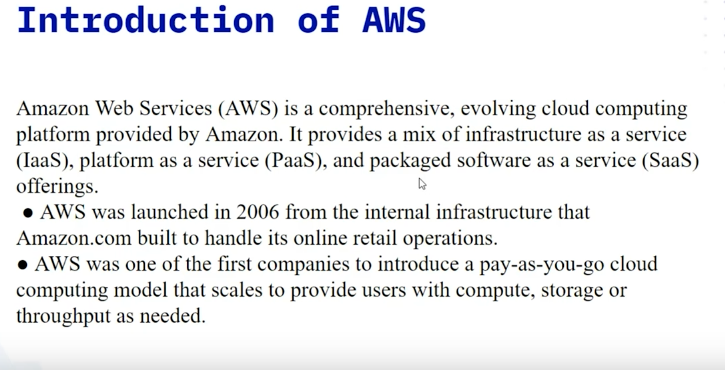 Introduction of AWS
Amazon Web Services (AWS) is a comprehensive, evolving cloud computing
platform provided by Amazon. It provides a mix of infrastructure as a service
(IaaS), platform as a service (PaaS), and packaged software as a service (SaaS)
offerings.
● AWS was launched in 2006 from the internal infrastructure that
Amazon.com built to handle its online retail operations.
● AWS was one of the first companies to introduce a pay-as-you-go cloud
computing model that scales to provide users with compute, storage or
throughput as needed.